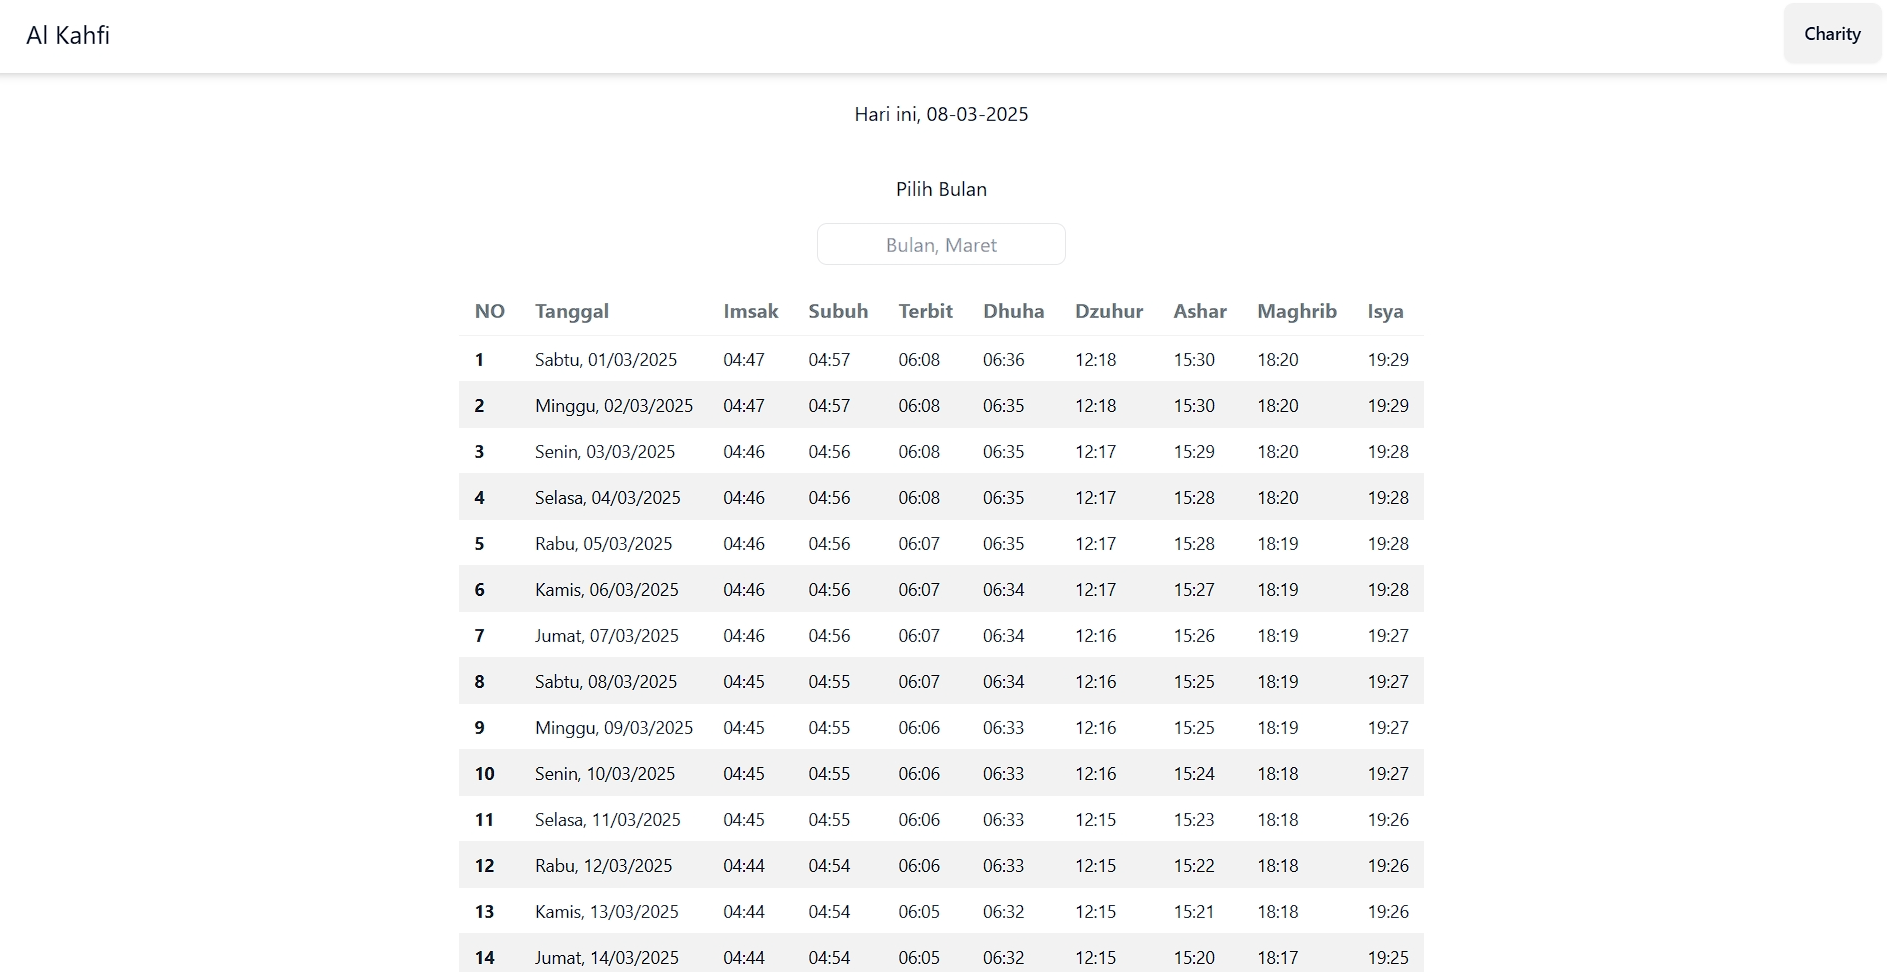 Al Kahfi
Charity
Hari ini, 08-03-2025
Pilih Bulan
Bulan, Maret
NO Tanggal Imsak Subuh Terbit Dhuha Dzuhur Ashar Maghrib Isya
1 Sabtu, 01/03/2025 04:47 04:57 06:08 06:36 12:18 15:30 18:20 19:29
2 Minggu, 02/03/2025 04:47 04:57 06:08 06:35 12:18 15:30 18:20 19:29
3 Senin, 03/03/2025 04:46 04:56 06:08 06:35 12:17 15:29 18:20 19:28
4 Selasa, 04/03/2025 04:46 04:56 06:08 06:35 12:17 15:28 18:20 19:28
5 Rabu, 05/03/2025 04:46 04:56 06:07 06:35 12:17 15:28 18:19 19:28
6 Kamis, 06/03/2025 04:46 04:56 06:07 06:34 12:17 15:27 18:19 19:28
7 Jumat, 07/03/2025 04:46 04:56 06:07 06:34 12:16 15:26 18:19 19:27
8 Sabtu, 08/03/2025 04:45 04:55 06:07 06:34 12:16 15:25 18:19 19:27
9 Minggu, 09/03/2025 04:45 04:55 06:06 06:33 12:16 15:25 18:19 19:27
10 Senin, 10/03/2025 04:45 04:55 06:06 06:33 12:16 15:24 18:18 19:27
11 Selasa, 11/03/2025 04:45 04:55 06:06 06:33 12:15 15:23 18:18 19:26
12 Rabu, 12/03/2025 04:44 04:54 06:06 06:33 12:15 15:22 18:18 19:26
13 Kamis, 13/03/2025 04:44 04:54 06:05 06:32 12:15 15:21 18:18 19:26
14 Jumat, 14/03/2025 04:44 04:54 06:05 06:32 12:15 15:20 18:17 19:25